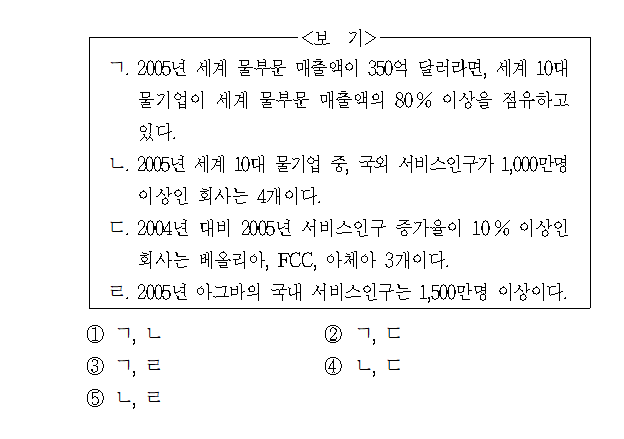 <보 기>
ㄱ. 2005년 세계 물부문 매출액이 350억 달러라면, 세계 10대
물기업이 세계 물부문 매출액의 80% 이상을 점유하고
있다.
ㄴ. 2005년 세계 10대 물기업 중, 국외 서비스인구가 1,000만명
이상인 회사는 4개이다.
ㄷ. 2004년 대비 2005년 서비스인구 증가율이 10% 이상인
회사는 베올리아, FCC, 아체아 3개이다.
ㄹ. 2005년 아그바의 국내 서비스인구는 1,500만명 이상이다.
① ㄱ, ㄴ ② ㄱ, ㄷ
③ ㄱ, ㄹ ④ ㄴ, ㄷ
⑤ ㄴ, ㄹ